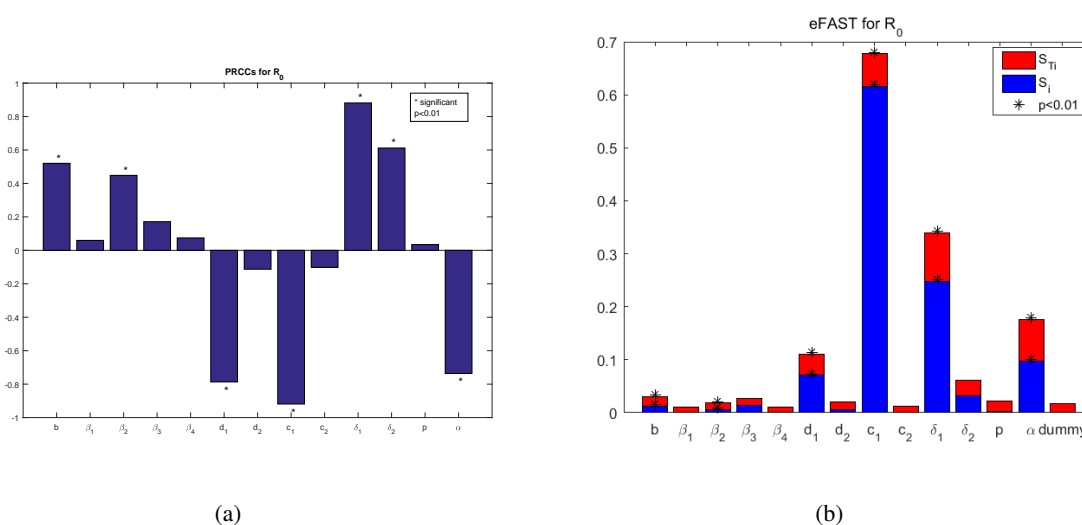 PRCCs for R0
1
0.8
0.6
0.4
0.2
0
-0.2
-0.4
-0.6
-0.8
-1
* significant
p<0.01
* * * * * * * *
b β1 β2 β3 β4 d1 d2 c1 c2 δ1 δ2 p α
(a)
eFAST for R0
0.7
0.6
0.5
0.4
0.3
0.2
0.1
0
STi
Si
p<0.01
b β1 β2 β3 β4 d1 d2 c1 c2 δ1 δ2 p α dummy
(b)